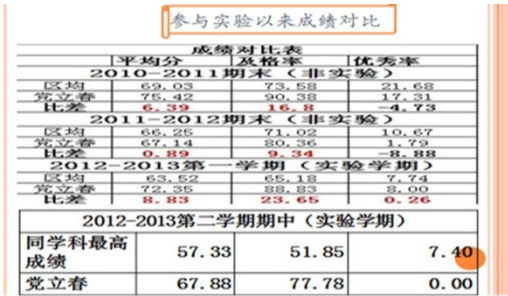 参与实验以来成绩对比
成绩对比表
平均分 及格率 优秀率
2010-2011期末（非实验）
区均 69.03 73.58 21.68
党立春 75.42 90.38 17.31
比差 6.39 16.8 -4.73
2011-2012期末（非实验）
区均 66.25 71.02 10.67
党立春 67.14 80.36 1.79
比差 0.89 9.34 -8.88
2012-2013第一学期（实验学期）
区均 63.52 65.18 7.74
党立春 72.35 88.83 8.00
比差 8.83 23.65 0.26
2012-2013第二学期期中（实验学期）
同学科最高成绩 57.33 51.85 7.40
党立春 67.88 77.78 0.00